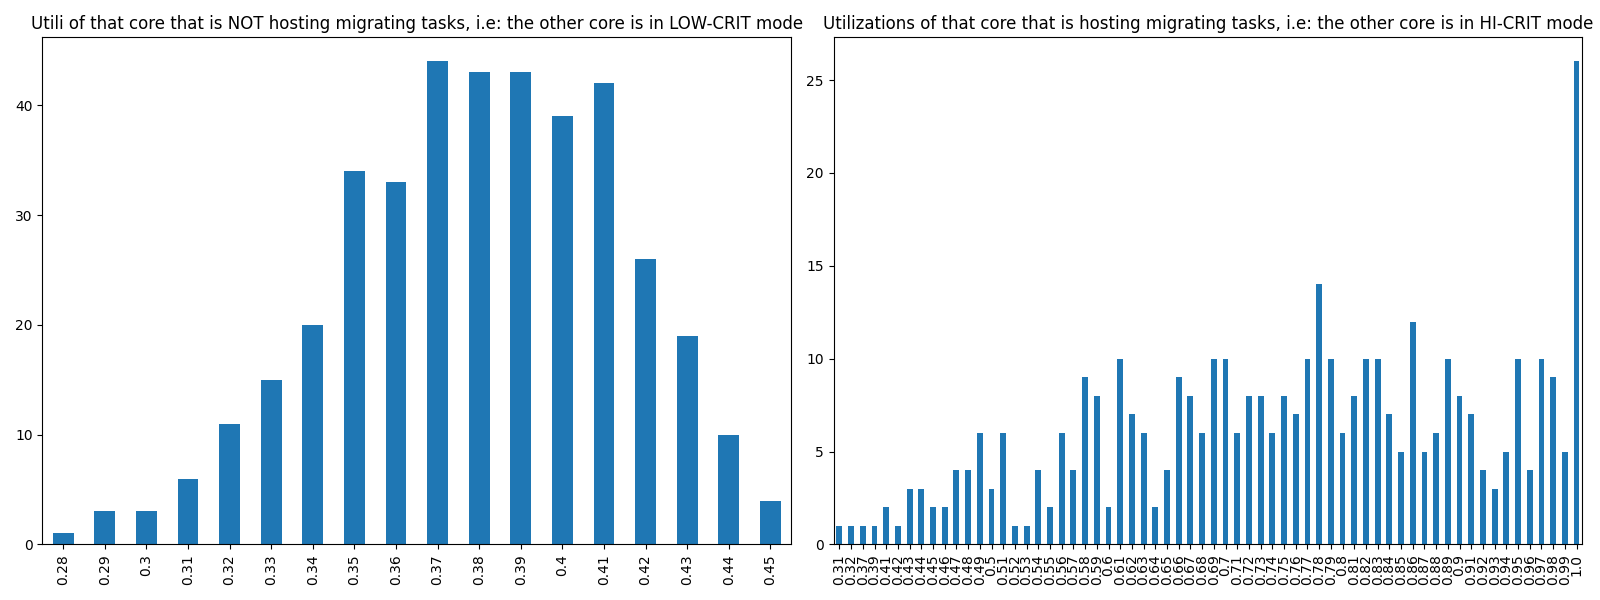 Utili of that core that is NOT hosting migrating tasks, i.e: the other core is in LOW-CRIT mode
40
30
20
10
0
0.28 0.29 0.3 0.31 0.32 0.33 0.34 0.35 0.36 0.37 0.38 0.39 0.4 0.41 0.42 0.43 0.44 0.45
Utilizations of that core that is hosting migrating tasks, i.e: the other core is in HI-CRIT mode
25
20
15
10
5
0
0.31 0.32 0.37 0.39 0.41 0.42 0.43 0.44 0.45 0.46 0.47 0.48 0.49 0.5 0.51 0.52 0.53 0.54 0.55 0.56 0.57 0.58 0.59 0.6 0.61 0.62 0.63 0.64 0.65 0.66 0.67 0.68 0.69 0.7 0.71 0.72 0.73 0.74 0.75 0.76 0.77 0.78 0.79 0.8 0.81 0.82 0.83 0.84 0.85 0.86 0.87 0.88 0.89 0.9 0.91 0.92 0.93 0.94 0.95 0.96 0.97 0.98 0.99 1.0